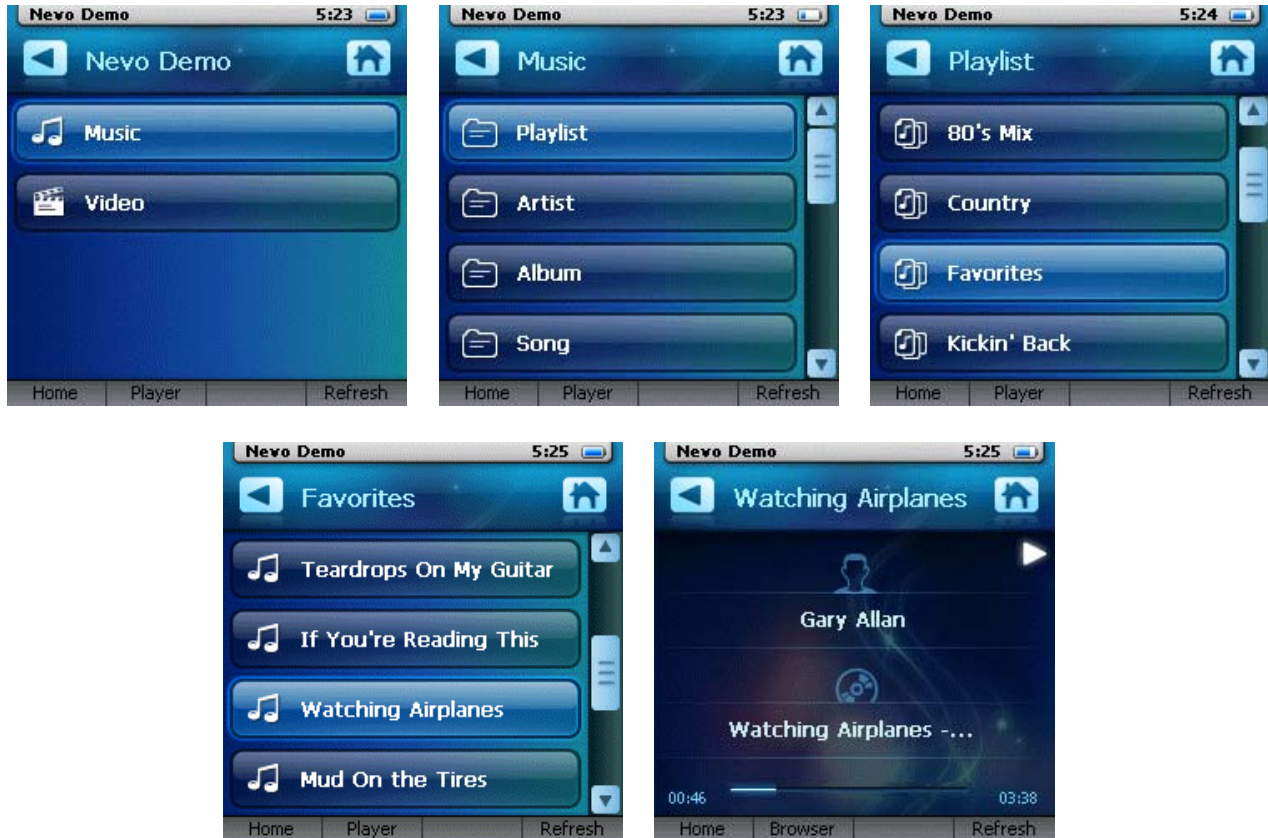 Nevo Demo 5:23
Nevo Demo
Music
Video
Home Player Refresh
Nevo Demo 5:23
Music
Playlist
Artist
Album
Song
Home Player Refresh
Nevo Demo 5:24
Playlist
80's Mix
Country
Favorites
Kickin' Back
Home Player Refresh
Nevo Demo 5:25
Favorites
Teardrops On My Guitar
If You're Reading This
Watching Airplanes
Mud On the Tires
Home Player Refresh
Nevo Demo 5:25
Watching Airplanes
Gary Allan
Watching Airplanes -...
00:46 03:38
Home Browser Refresh